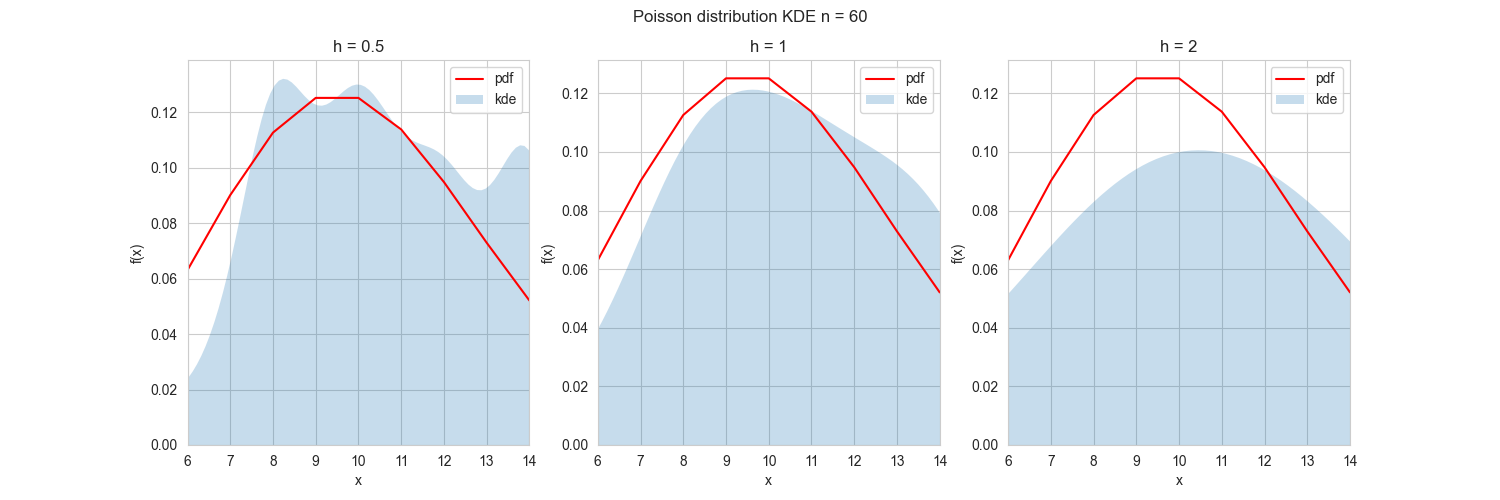 Poisson distribution KDE n = 60
h = 0.5
pdf
kde
f(x)
0.12
0.10
0.08
0.06
0.04
0.02
0.00
6 7 8 9 10 11 12 13 14
x
h = 1
pdf
kde
f(x)
0.12
0.10
0.08
0.06
0.04
0.02
0.00
6 7 8 9 10 11 12 13 14
x
h = 2
pdf
kde
f(x)
0.12
0.10
0.08
0.06
0.04
0.02
0.00
6 7 8 9 10 11 12 13 14
x